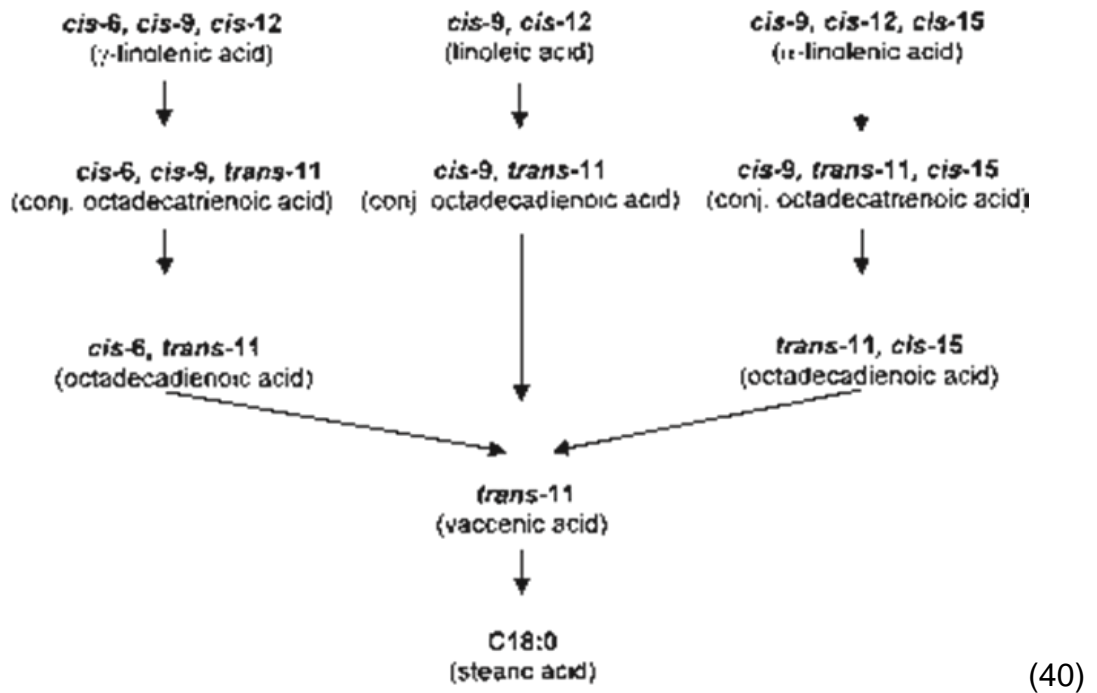 cis-6, cis-9, cis-12
(γ-linolenic acid)
cis-9, cis-12
(linoleic acid)
cis-9, cis-12, cis-15
(α-linolenic acid)
cis-6, cis-9, trans-11
(conj. octadecatrienoic acid)
cis-9, trans-11
(conj octadecadienoic acid)
cis-9, trans-11, cis-15
(conj. octadecatrienoic acid)
cis-6, trans-11
(octadecadienoic acid)
trans-11, cis-15
(octadecadienoic acid)
trans-11
(vaccenic acid)
C18:0
(stearic acid)
(40)